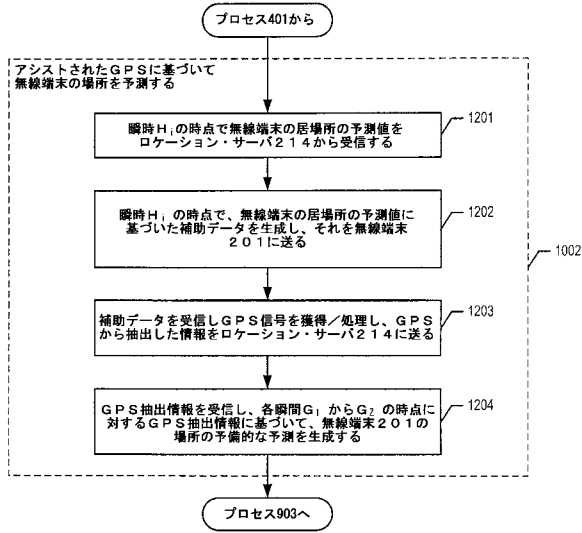 プロセス401から
アシストされたGPSに基づいて
無線端末の場所を予測する
瞬時Hiの時点で無線端末の居場所の予測値を
ロケーション・サーバ214から受信する
1201
瞬時Hiの時点で、無線端末の居場所の予測値に
基づいた補助データを生成し、それを無線端末
201に送る
1202
1002
補助データを受信しGPS信号を獲得/処理し、GPS
から抽出した情報をロケーション・サーバ214に送る
1203
GPS抽出情報を受信し、各瞬間G1からG2の時点に
対するGPS抽出情報に基づいて、無線端末201の
場所の予備的な予測を生成する
1204
プロセス903へ